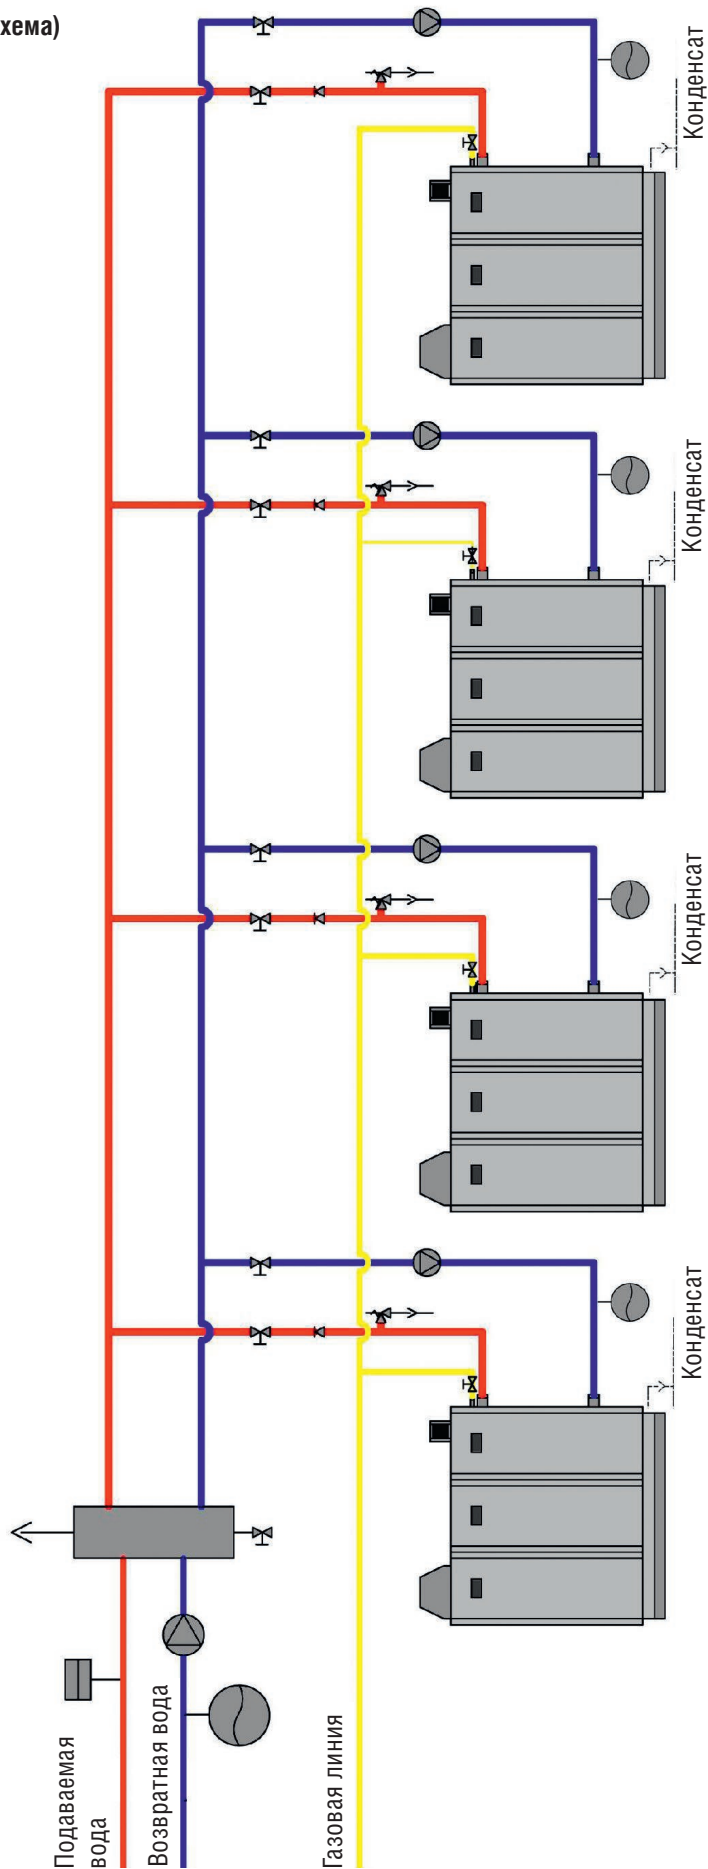 хема)
Конденсат
Конденсат
Конденсат
Конденсат
Подаваемая
вода
Возвратная вода
Газовая линия